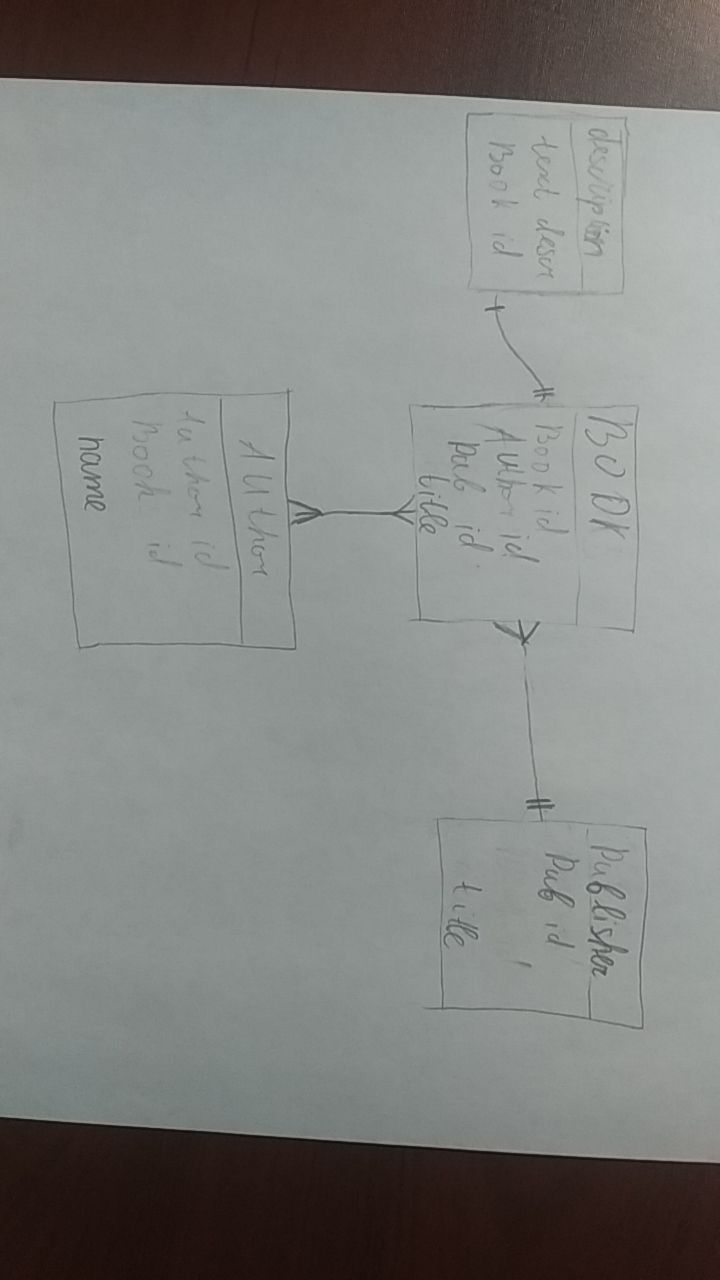 description
text descr
Book id
BOOK
Book id
Author id
pub id
title
Publisher
Pub id
title
AUthor
Author id
Book id
name